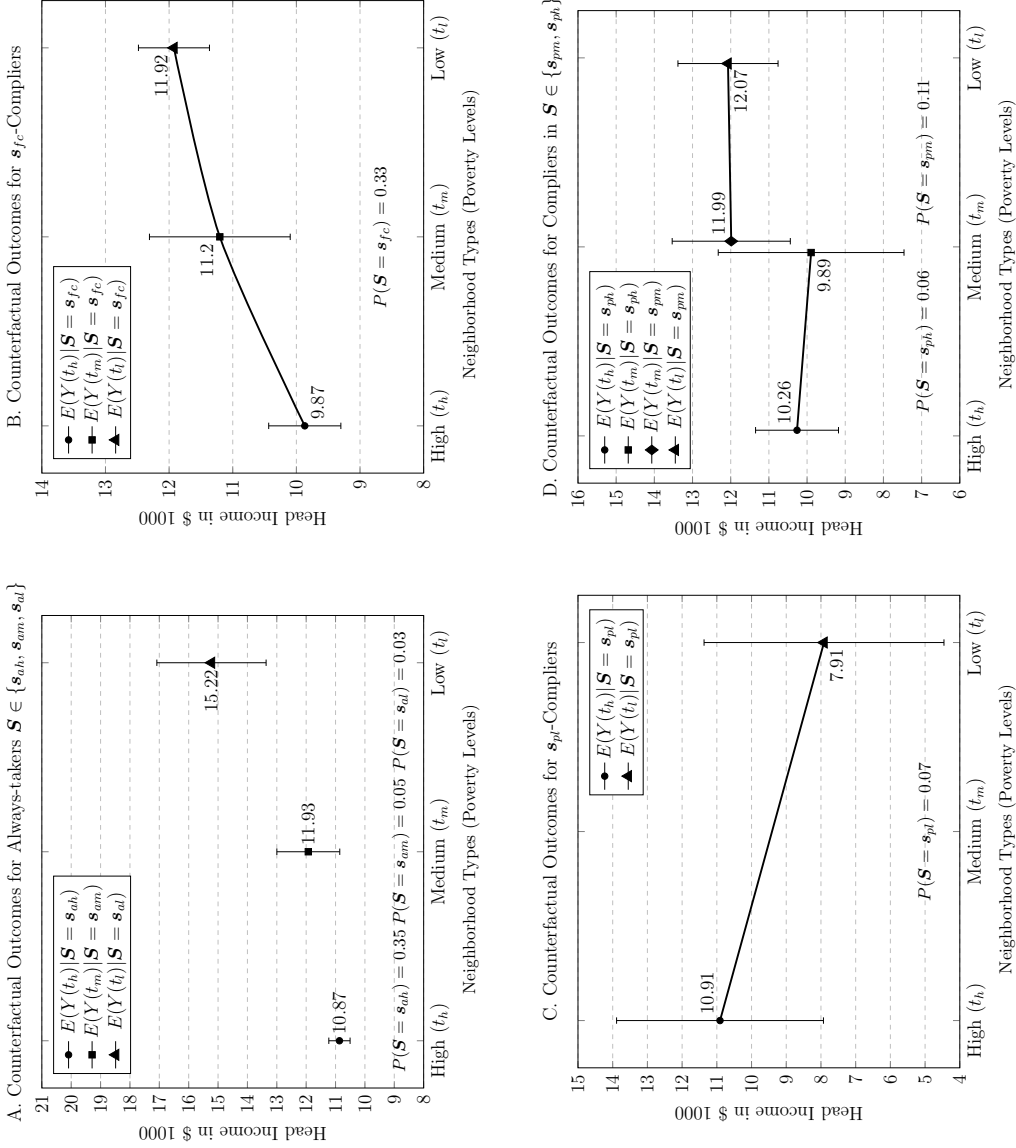 A. Counterfactual Outcomes for Always-takers S ∈ {s_ah, s_am, s_al}
Head Income in $ 1000
21
20
19
18
17
16
15
14
13
12
11
10
9
8
E(Y(t_h)|S = s_ah)
E(Y(t_m)|S = s_am)
E(Y(t_l)|S = s_al)
10.87
11.93
15.22
P(S = s_ah) = 0.35 P(S = s_am) = 0.05 P(S = s_al) = 0.03
High (t_h) Medium (t_m) Low (t_l)
Neighborhood Types (Poverty Levels)
B. Counterfactual Outcomes for s_fc-Compliers
Head Income in $ 1000
14
13
12
11
10
9
8
E(Y(t_h)|S = s_fc)
E(Y(t_m)|S = s_fc)
E(Y(t_l)|S = s_fc)
9.87
11.2
11.92
P(S = s_fc) = 0.33
High (t_h) Medium (t_m) Low (t_l)
Neighborhood Types (Poverty Levels)
C. Counterfactual Outcomes for s_pl-Compliers
Head Income in $ 1000
15
14
13
12
11
10
9
8
7
6
5
4
E(Y(t_h)|S = s_pl)
E(Y(t_l)|S = s_pl)
10.91
7.91
P(S = s_pl) = 0.07
High (t_h) Medium (t_m) Low (t_l)
Neighborhood Types (Poverty Levels)
D. Counterfactual Outcomes for Compliers in S ∈ {s_pm, s_ph}
Head Income in $ 1000
16
15
14
13
12
11
10
9
8
7
6
E(Y(t_h)|S = s_ph)
E(Y(t_m)|S = s_ph)
E(Y(t_m)|S = s_pm)
E(Y(t_l)|S = s_pm)
10.26
9.89
11.99
12.07
P(S = s_ph) = 0.06
P(S = s_pm) = 0.11
High (t_h) Medium (t_m) Low (t_l)
Neighborhood Types (Poverty Levels)